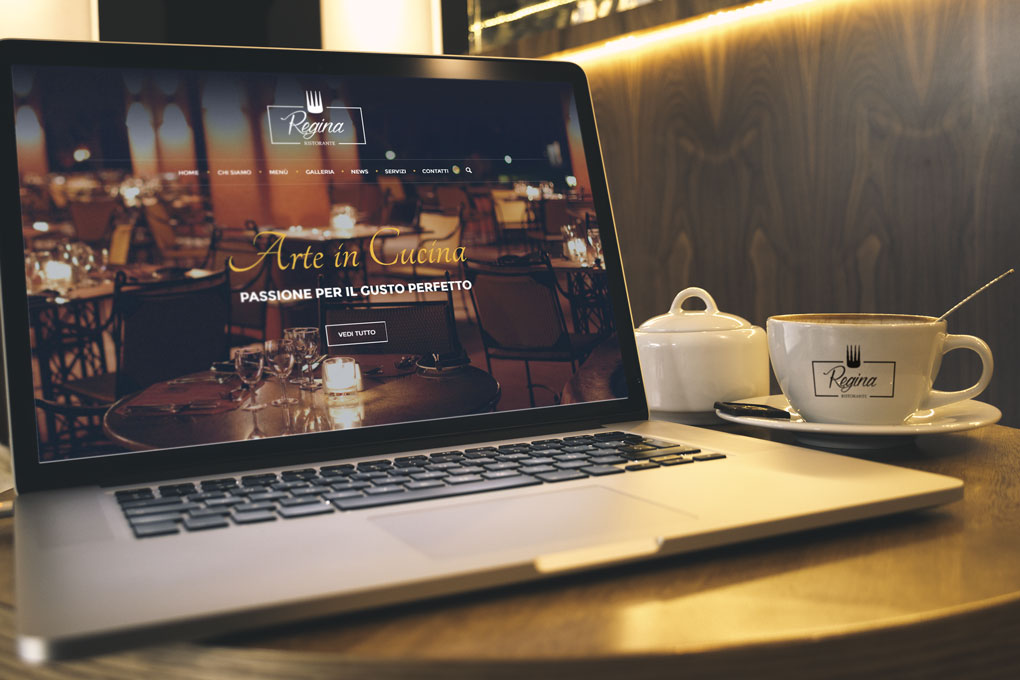 Regina
RISTORANTE
HOME CHI SIAMO MENÙ GALLERIA NEWS SERVIZI CONTATTI
Arte in Cucina
PASSIONE PER IL GUSTO PERFETTO
VEDI TUTTO
Regina
RISTORANTE